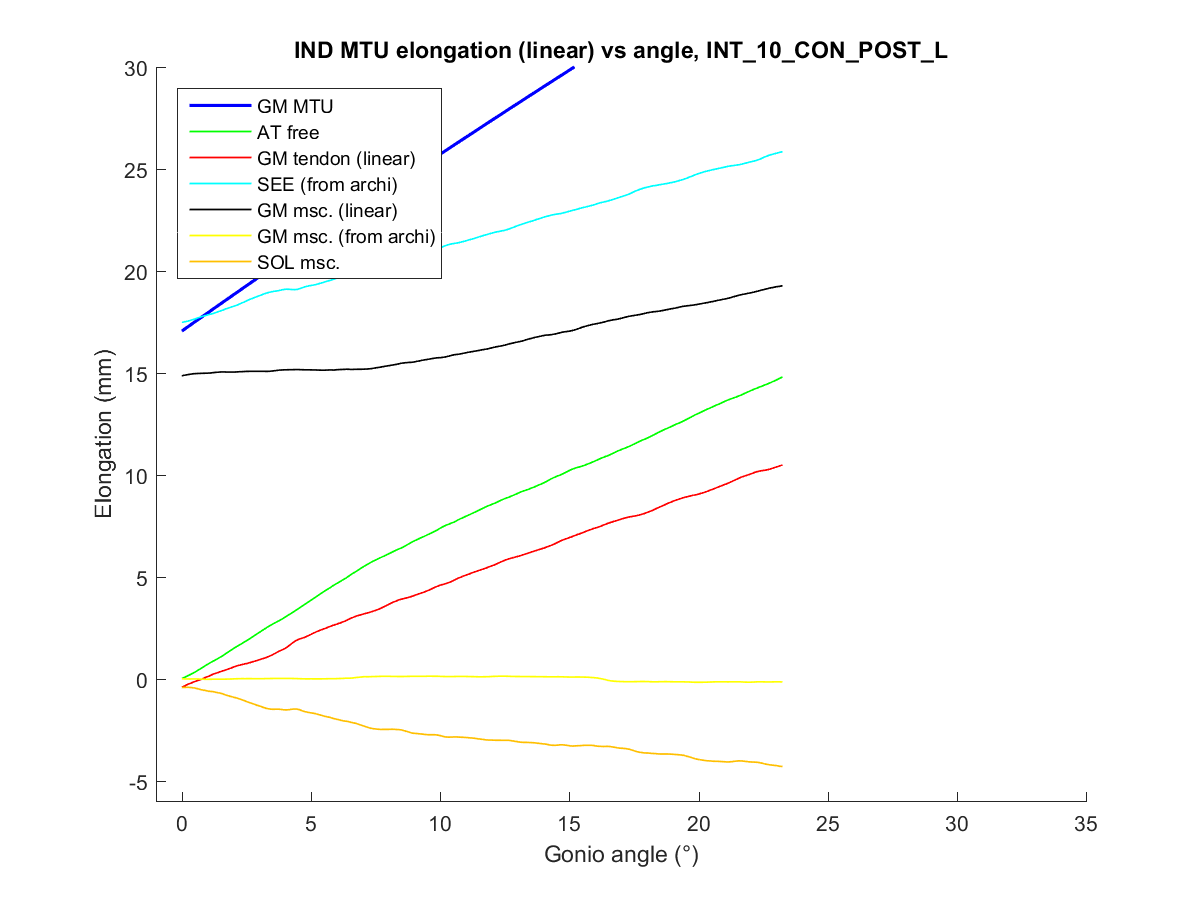 IND MTU elongation (linear) vs angle, INT_10_CON_POST_L
30
25
20
15
10
5
0
-5
Elongation (mm)
GM MTU
AT free
GM tendon (linear)
SEE (from archi)
GM msc. (linear)
GM msc. (from archi)
SOL msc.
0 5 10 15 20 25 30 35
Gonio angle (°)